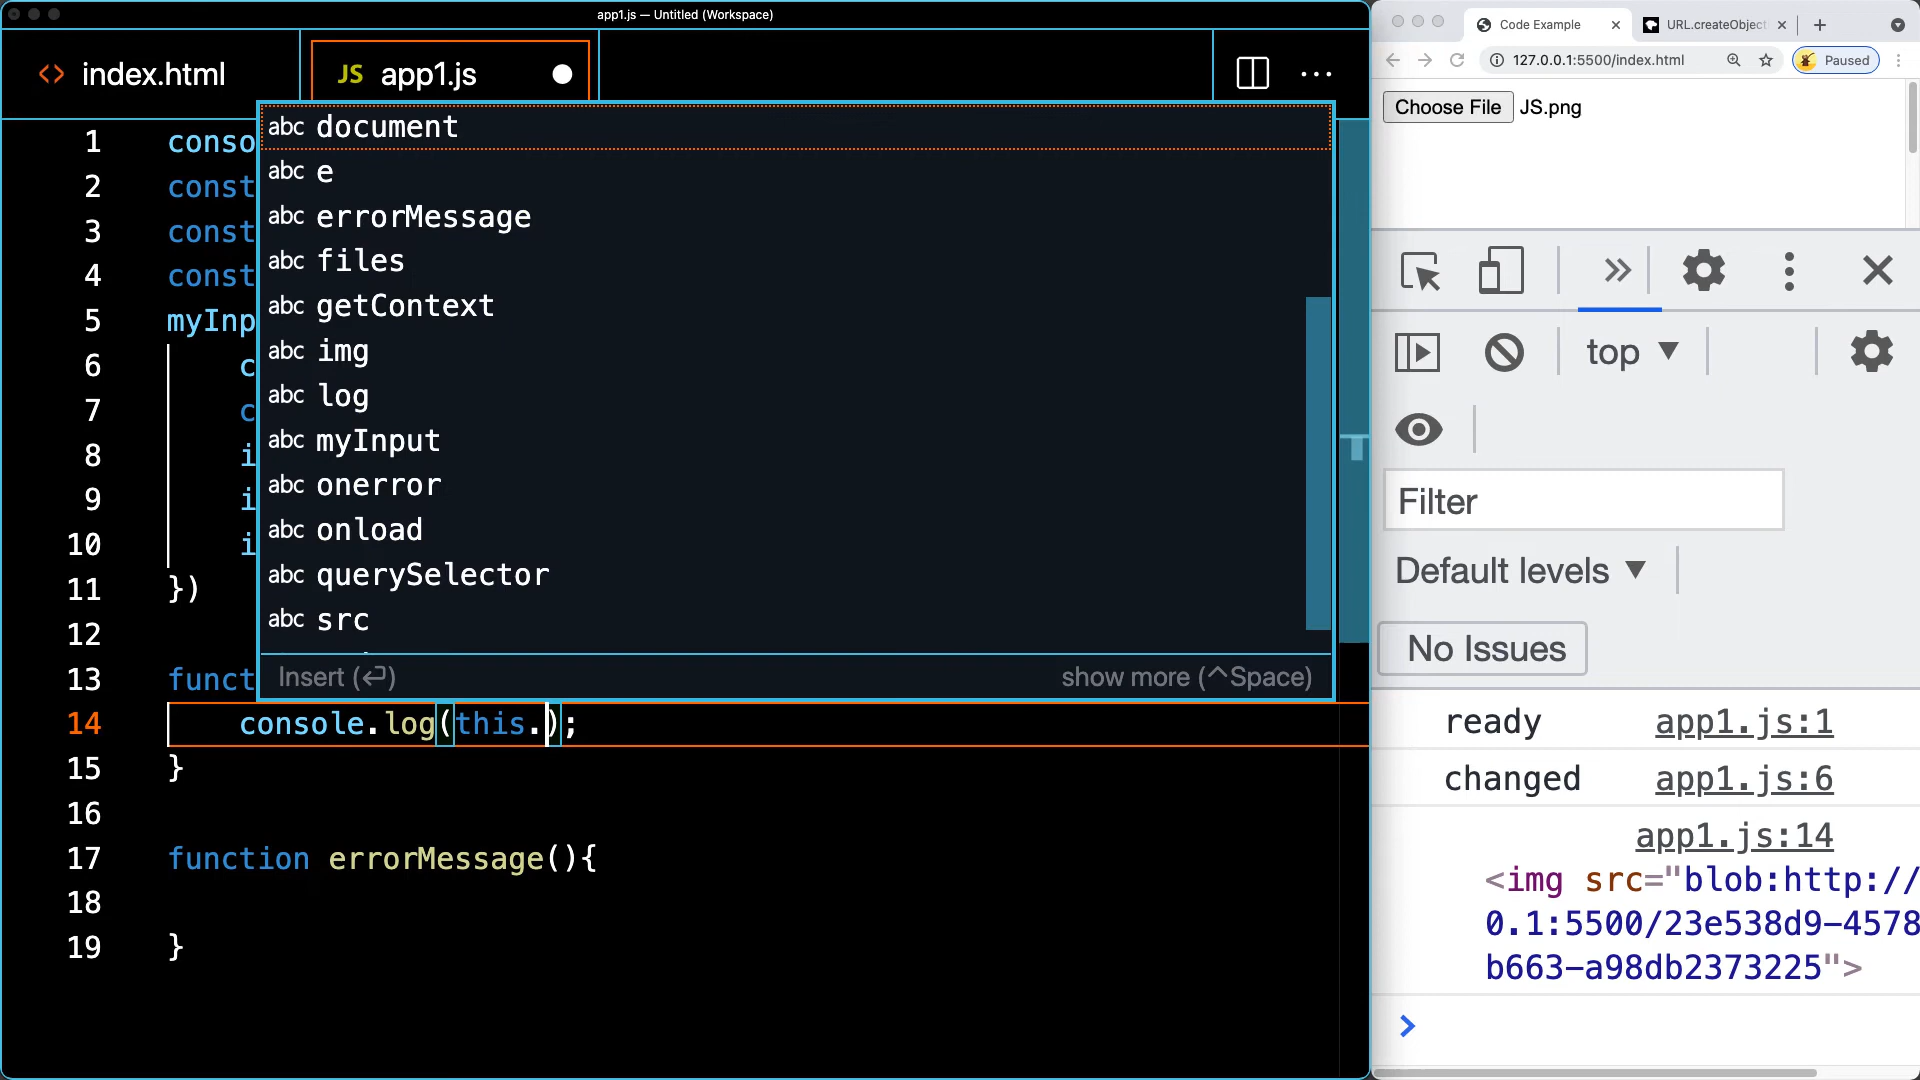 app1.js — Untitled (Workspace)
<> index.html
JS app1.js
1 conso
2 const
3 const
4 const
5 myInp
6 c
7 c
8 i
9 i
10 i
11 })
12
13 funct
14 console.log(this.);
15 }
16
17 function errorMessage(){
18
19 }
abc document
abc e
abc errorMessage
abc files
abc getContext
abc img
abc log
abc myInput
abc onerror
abc onload
abc querySelector
abc src
Insert (⏎) show more (^Space)
Code Example
URL.createObject
127.0.0.1:5500/index.html
Paused
Choose File JS.png
top
Filter
Default levels
No Issues
ready app1.js:1
changed app1.js:6
app1.js:14
<img src="blob:http://
0.1:5500/23e538d9-4578
b663-a98db2373225">